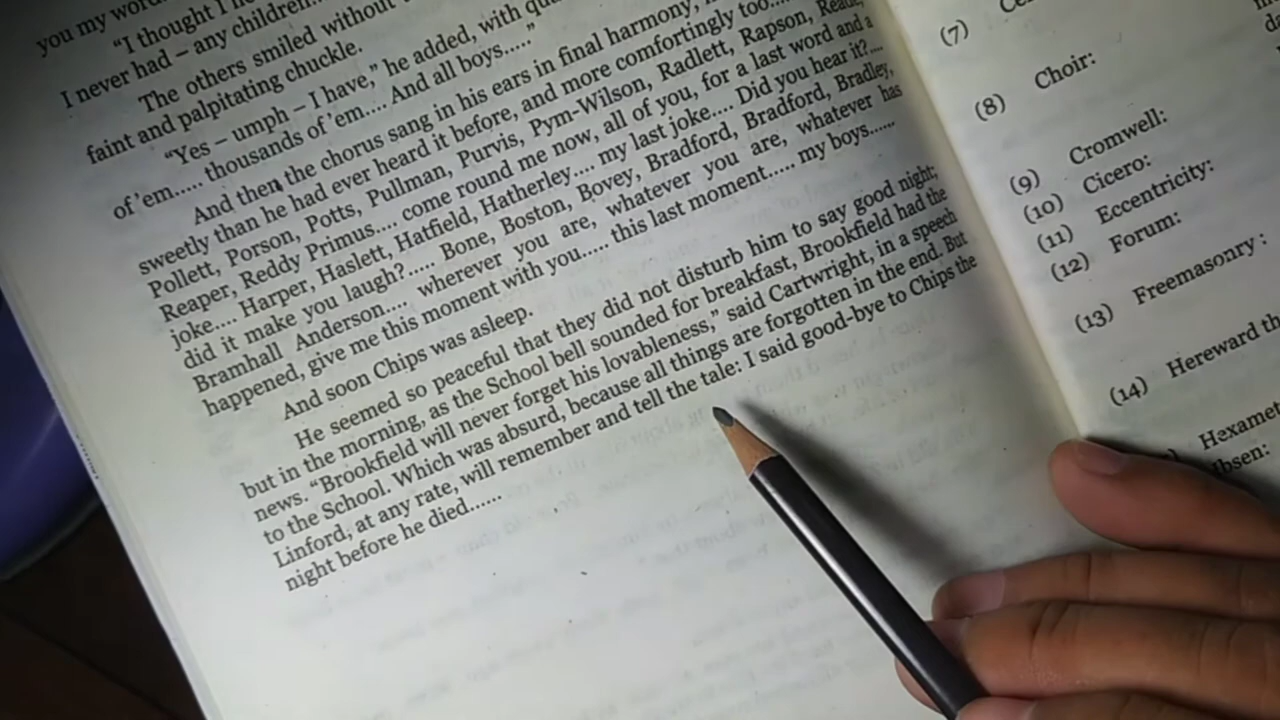 you my word
"I thought I
I never had – any children
The others smiled without
faint and palpitating chuckle.
"Yes – umph – I have," he added, with
of 'em..... thousands of 'em.... And all boys....."
And then the chorus sang in his ears in final harmony,
sweetly than he had ever heard it before, and more comfortingly too....
Pollett, Porson, Potts, Pullman, Purvis, Pym-Wilson, Radlett, Rapson, Reade,
Reaper, Reddy Primus.... come round me now, all of you, for a last word and a
joke.... Harper, Haslett, Hatfield, Hatherley.... my last joke.... Did you hear it?....
did it make you laugh?..... Bone, Boston, Bovey, Bradford, Bradford, Bradley,
Bramhall Anderson.... wherever you are, whatever you are, whatever has
happened, give me this moment with you..... this last moment..... my boys......
And soon Chips was asleep.
He seemed so peaceful that they did not disturb him to say good night;
but in the morning, as the School bell sounded for breakfast, Brookfield had the
news. "Brookfield will never forget his lovableness," said Cartwright, in a speech
to the School. Which was absurd, because all things are forgotten in the end. But
Linford, at any rate, will remember and tell the tale: I said good-bye to Chips the
night before he died......
(7)
(8) Choir:
(9) Cromwell:
(10) Cicero:
(11) Eccentricity:
(12) Forum:
(13) Freemasonry :
(14) Hereward
Hexamet
Ibsen: